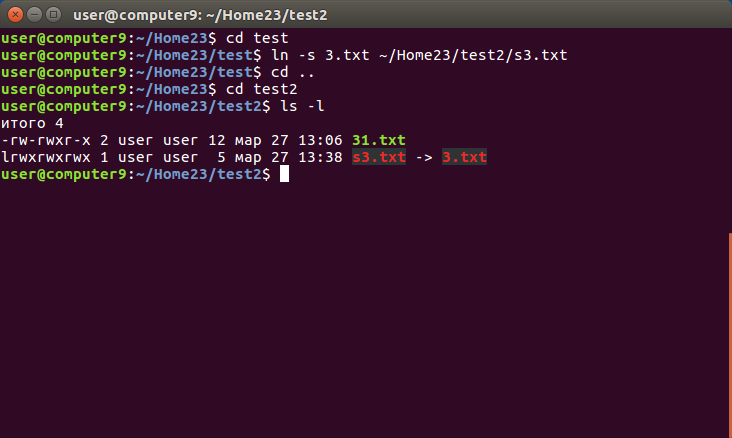 user@computer9: ~/Home23/test2
user@computer9:~/Home23$ cd test
user@computer9:~/Home23/test$ ln -s 3.txt ~/Home23/test2/s3.txt
user@computer9:~/Home23/test$ cd ..
user@computer9:~/Home23$ cd test2
user@computer9:~/Home23/test2$ ls -l
итого 4
-rw-rwxr-x 2 user user 12 мар 27 13:06 31.txt
lrwxrwxrwx 1 user user  5 мар 27 13:38 s3.txt -> 3.txt
user@computer9:~/Home23/test2$